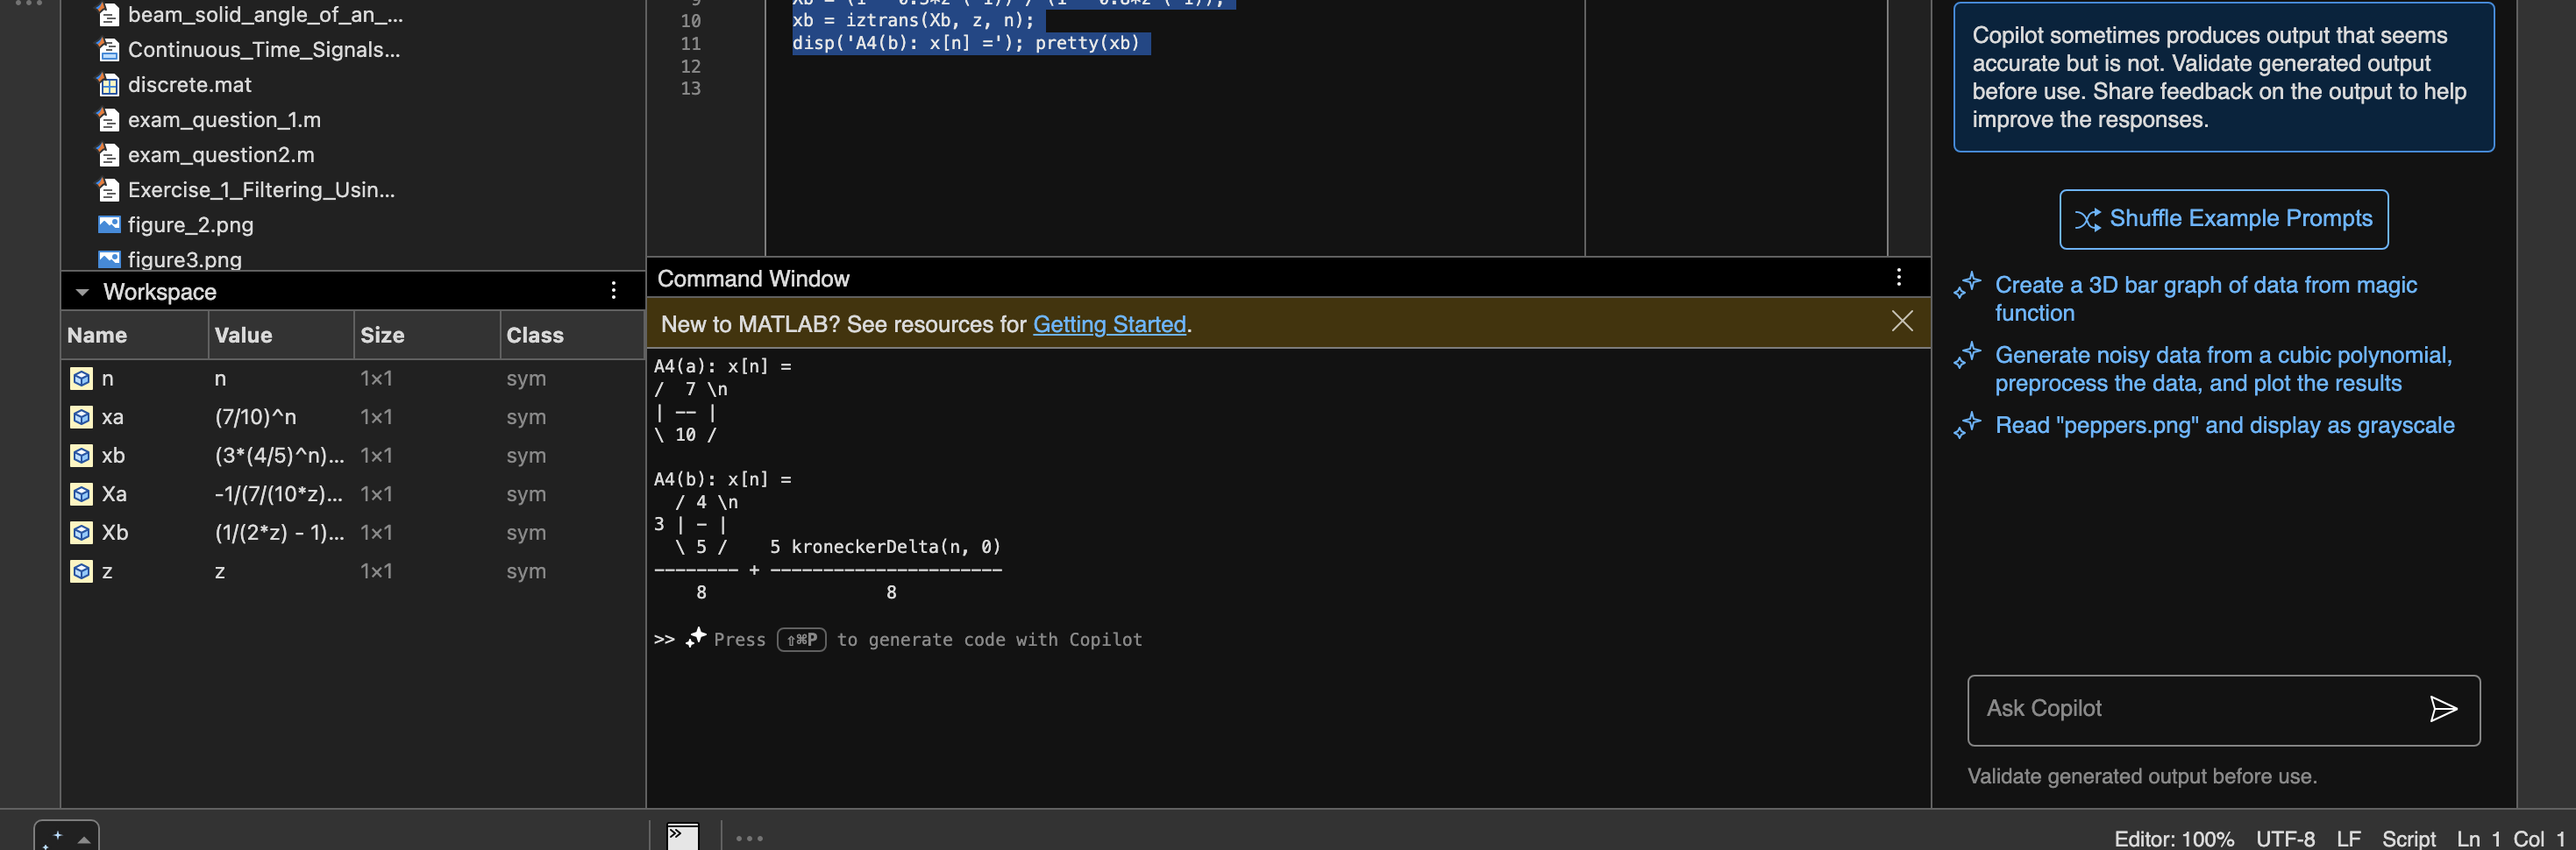 beam_solid_angle_of_an_...
Continuous_Time_Signals...
discrete.mat
exam_question_1.m
exam_question2.m
Exercise_1_Filtering_Usin...
figure_2.png
figure3.png
Workspace
Name Value Size Class
n n 1×1 sym
xa (7/10)^n 1×1 sym
xb (3*(4/5)^n)... 1×1 sym
Xa -1/(7/(10*z)... 1×1 sym
Xb (1/(2*z) - 1)... 1×1 sym
z z 1×1 sym
10 xb = iztrans(Xb, z, n);
11 disp('A4(b): x[n] ='); pretty(xb)
12
13
Command Window
New to MATLAB? See resources for Getting Started.
A4(a): x[n] =
/  7 \n
| -- |
\ 10 /
A4(b): x[n] =
  / 4 \n
3 | - |
  \ 5 /    5 kroneckerDelta(n, 0)
-------- + ----------------------
    8                 8
>> Press ⇧⌘P to generate code with Copilot
Copilot sometimes produces output that seems
accurate but is not. Validate generated output
before use. Share feedback on the output to help
improve the responses.
Shuffle Example Prompts
Create a 3D bar graph of data from magic
function
Generate noisy data from a cubic polynomial,
preprocess the data, and plot the results
Read "peppers.png" and display as grayscale
Ask Copilot
Validate generated output before use.
Editor: 100% UTF-8 LF Script Ln 1 Col 1